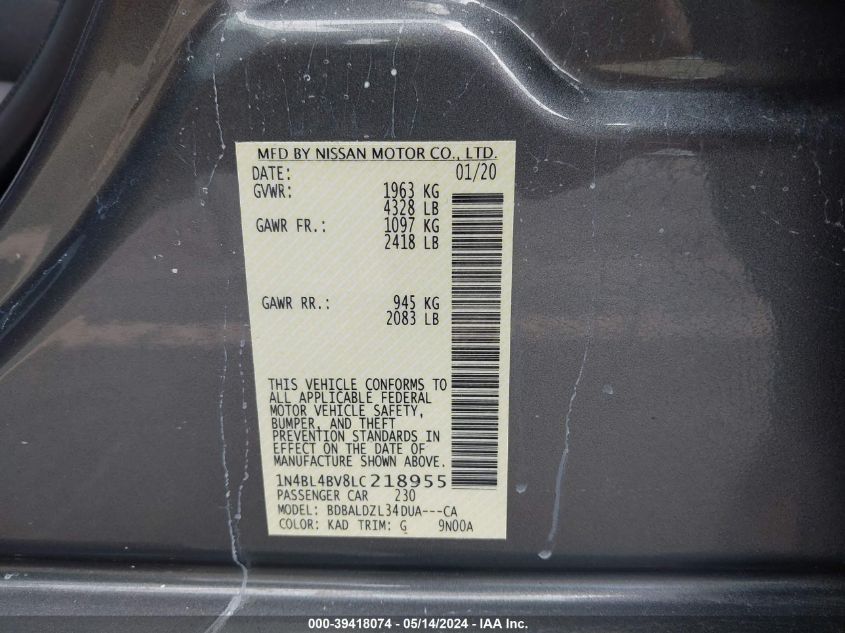 MFD BY NISSAN MOTOR CO., LTD.
DATE: 01/20
GVWR: 1963 KG
4328 LB
GAWR FR.: 1097 KG
2418 LB
GAWR RR.: 945 KG
2083 LB
THIS VEHICLE CONFORMS TO
ALL APPLICABLE FEDERAL
MOTOR VEHICLE SAFETY,
BUMPER, AND THEFT
PREVENTION STANDARDS IN
EFFECT ON THE DATE OF
MANUFACTURE SHOWN ABOVE.
1N4BL4BV8LC218955
PASSENGER CAR 230
MODEL: BDBALDZL34DUA---CA
COLOR: KAD TRIM: G 9N00A
000-39418074 - 05/14/2024 - IAA Inc.